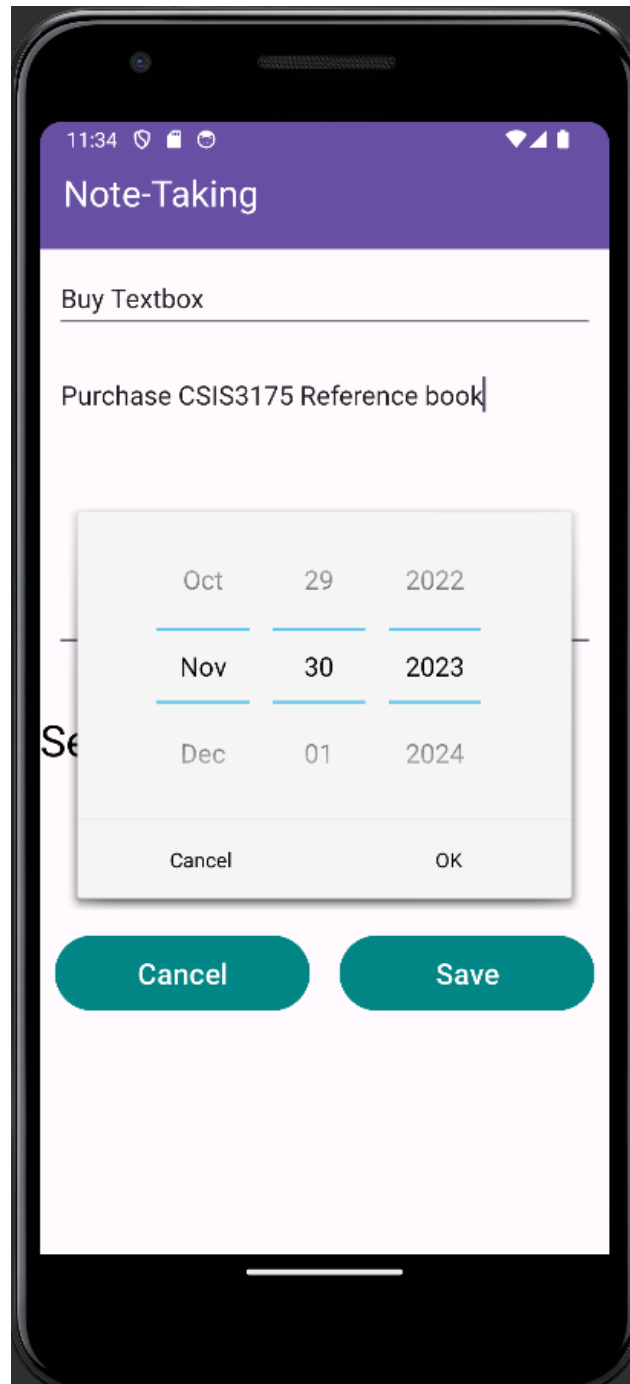 11:34
Note-Taking
Buy Textbox
Purchase CSIS3175 Reference book
Oct 29 2022
Nov 30 2023
Se
Dec 01 2024
Cancel OK
Cancel Save